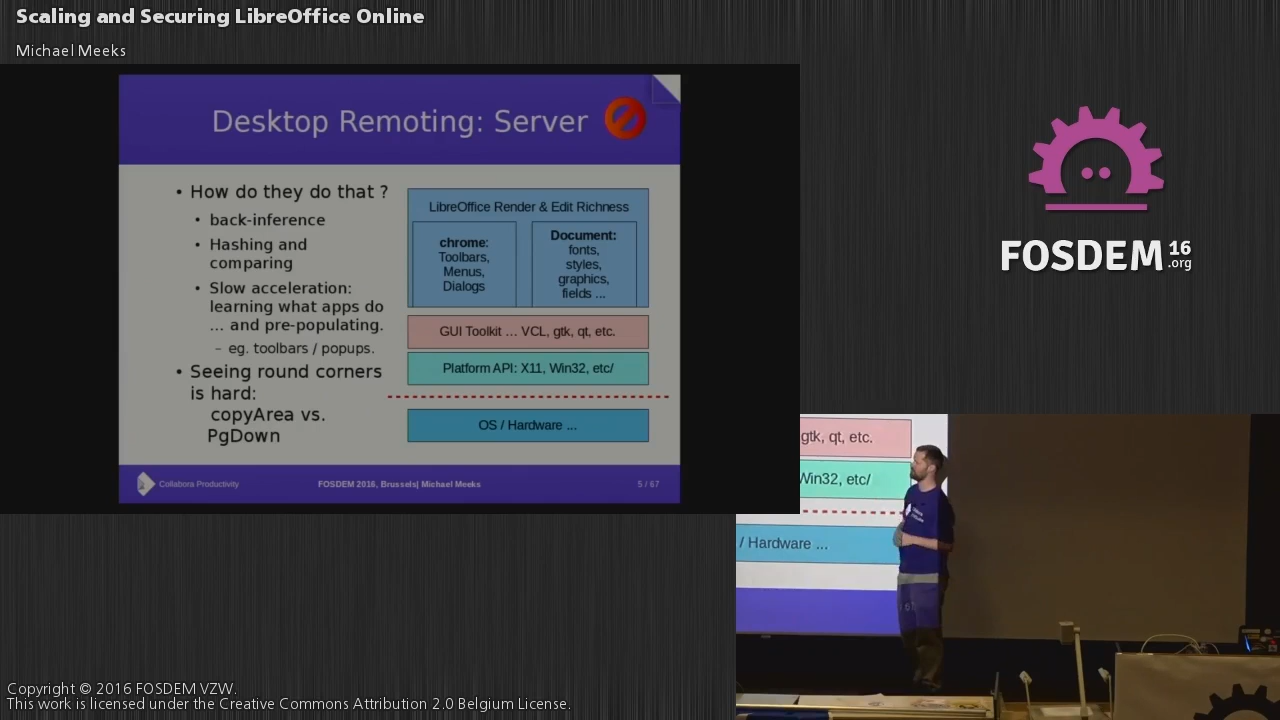 Scaling and Securing LibreOffice Online
Michael Meeks
Desktop Remoting: Server
• How do they do that ?
• back-inference
• Hashing and
comparing
• Slow acceleration:
learning what apps do
... and pre-populating.
– eg. toolbars / popups.
• Seeing round corners
is hard:
copyArea vs.
PgDown
LibreOffice Render & Edit Richness
chrome:
Toolbars,
Menus,
Dialogs
Document:
fonts,
styles,
graphics,
fields ...
GUI Toolkit ... VCL, gtk, qt, etc.
Platform API: X11, Win32, etc/
OS / Hardware ...
Collabora Productivity
FOSDEM 2016, Brussels| Michael Meeks
5 / 67
FOSDEM 16
.org
gtk, qt, etc.
Win32, etc/
/ Hardware ...
Copyright © 2016 FOSDEM VZW.
This work is licensed under the Creative Commons Attribution 2.0 Belgium License.